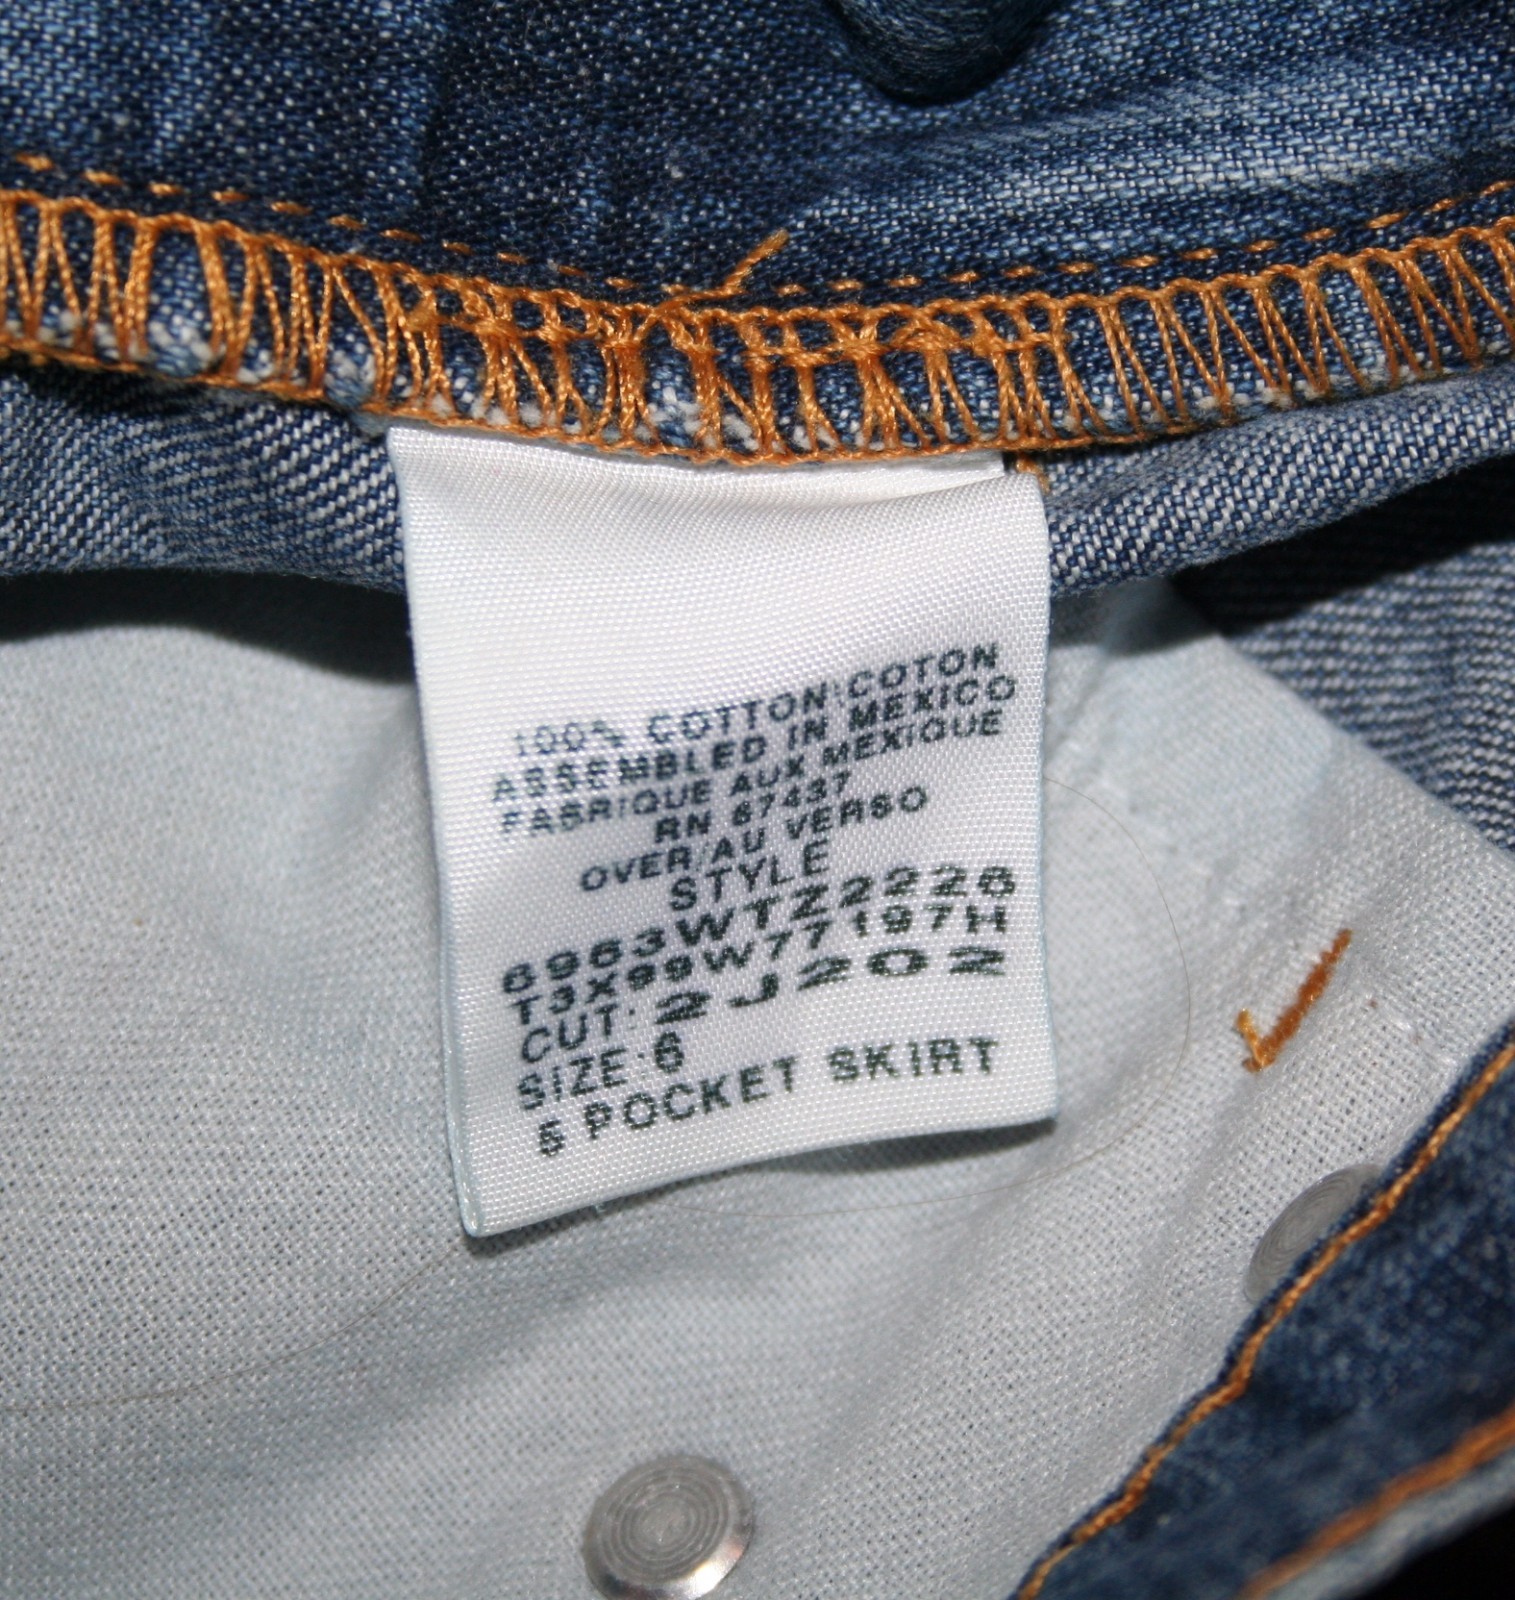 100% COTTON/COTON
ASSEMBLED IN MEXICO
FABRIQUE AUX MEXIQUE
RN 67437
OVER/AU VERSO
STYLE
6963WTZ2226
T3X99W77197H
CUT: 2J202
SIZE:6
5 POCKET SKIRT